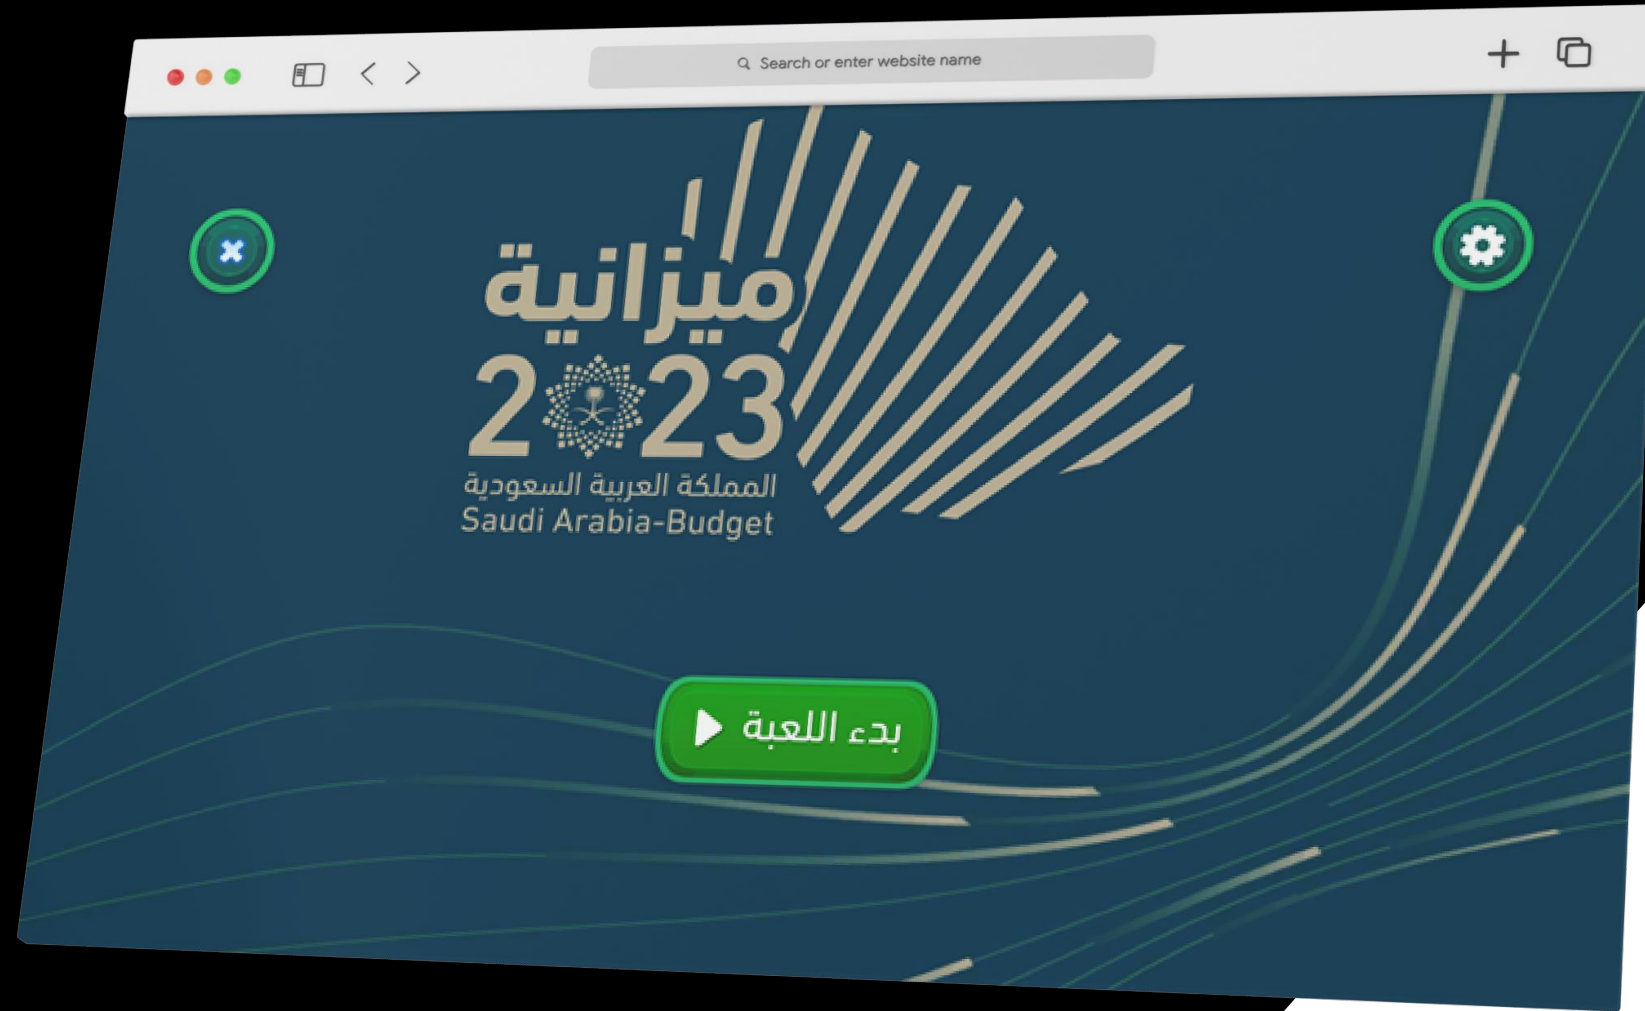 Search or enter website name
ميزانية
2023
المملكة العربية السعودية
Saudi Arabia-Budget
بدء اللعبة